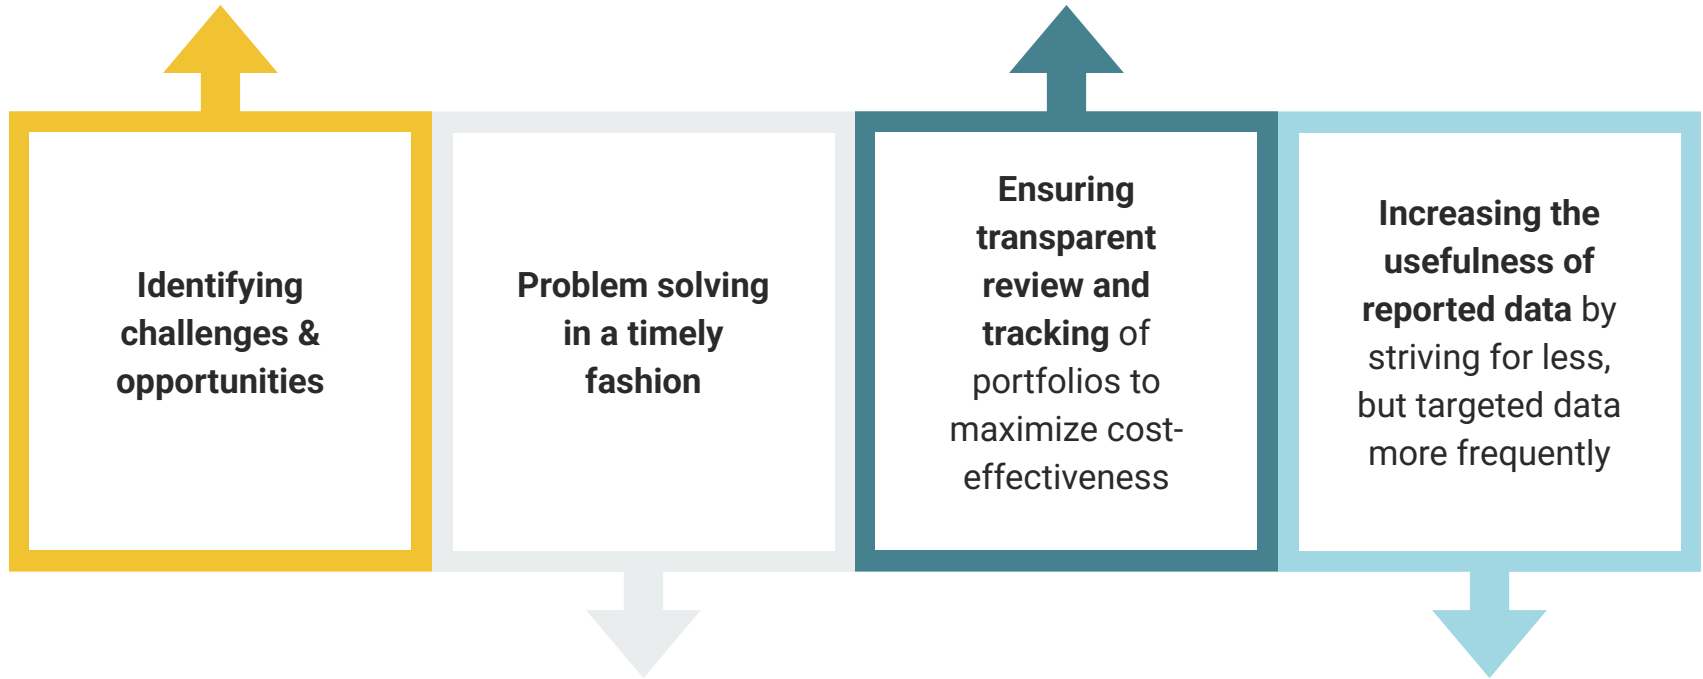 Identifying
challenges &
opportunities
Problem solving
in a timely
fashion
Ensuring
transparent
review and
tracking of
portfolios to
maximize cost-
effectiveness
Increasing the
usefulness of
reported data by
striving for less,
but targeted data
more frequently